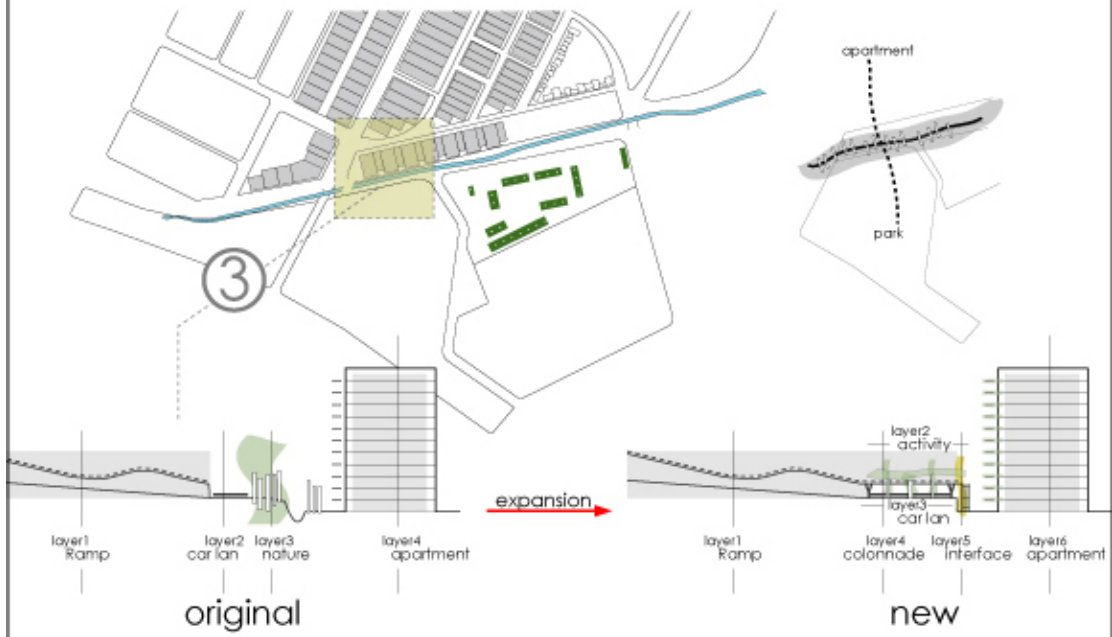 apartment
park
3
layer2
activity
expansion
layer3
car lan
layer1
Ramp
layer2
car lan
layer3
nature
layer4
apartment
layer1
Ramp
layer4
colonnade
layer5
interface
layer6
apartment
original
new